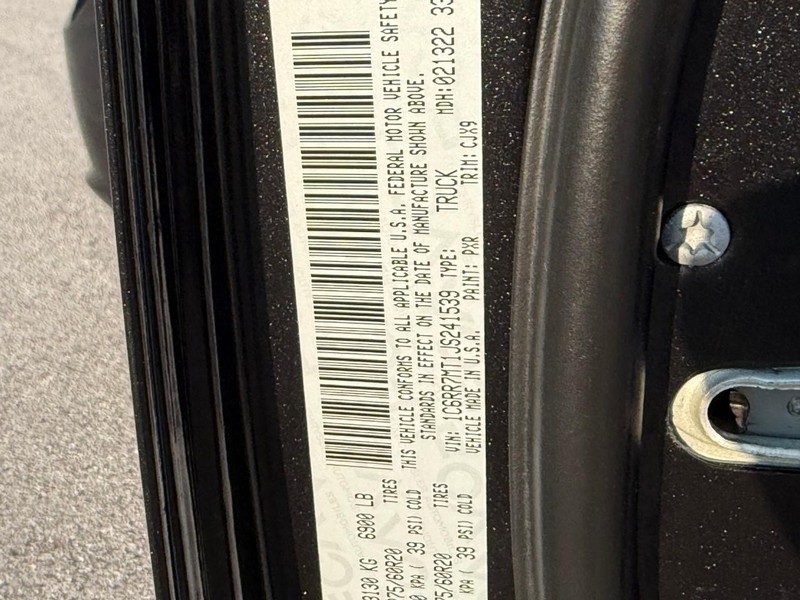 3130 KG 6900 LB
75/60R20 TIRES
KPA ( 39 PSI) COLD
THIS VEHICLE CONFORMS TO ALL APPLICABLE U.S.A. FEDERAL MOTOR VEHICLE SAFETY
STANDARDS IN EFFECT ON THE DATE OF MANUFACTURE SHOWN ABOVE.
75/60R20 TIRES
VIN: 1C6RR7MT1JS241539 TYPE: TRUCK MDH: 021322 33
KPA ( 39 PSI) COLD
VEHICLE MADE IN U.S.A. PAINT: PXR TRIM: CJX9